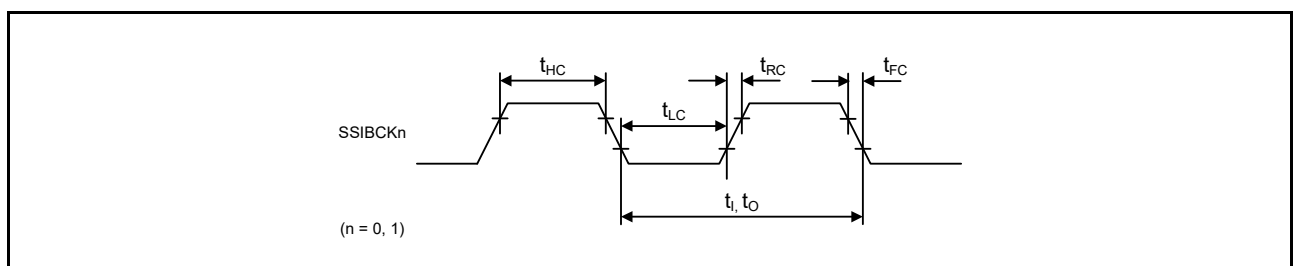 tHC
tRC
tFC
tLC
SSIBCKn
tI, tO
(n = 0, 1)